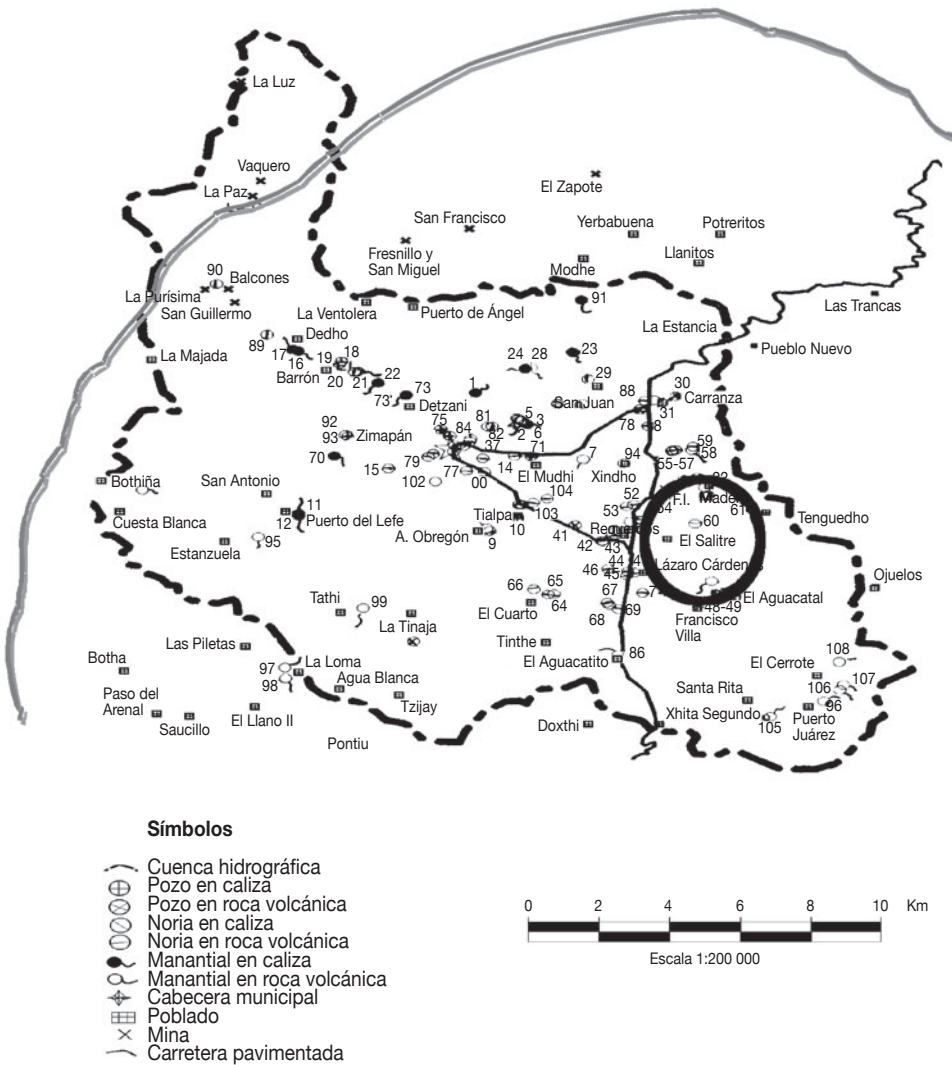 La Luz
Vaquero
La Paz
El Zapote
San Francisco
Yerbabuena
Potreritos
Fresnillo y
San Miguel
Llanitos
Modhe
90
Balcones
La Purísima
San Guillermo
91
Las Trancas
La Ventolera
Puerto de Ángel
La Estancia
89
Dedho
Pueblo Nuevo
La Majada
17
16
19
18
24
28
23
Barrón
20
21
22
29
73
1
73'
Detzani
San Juan
88
30
Carranza
31
92
93
Zimapán
75
84
81
82
5
3
2
6
78
8
70
15
79
37
77
00
14
71
El Mudhi
7
Xindho
94
59
58
55-57
102
Bothiña
San Antonio
104
52
F.I.
Cuesta Blanca
11
12
Puerto del Lefe
Tialpa
10
103
53
54
61
Tenguedho
60
Estanzuela
95
A. Obregón
9
41
42
43
El Salitre
46
44
45
Lázaro Cárdenas
66
65
64
67
68
69
El Aguacatal
Ojuelos
Tathi
99
El Cuarto
48-49
Francisco
Villa
La Tinaja
Las Piletas
Tinthe
86
El Aguacatito
El Cerrote
108
Botha
97
98
La Loma
Agua Blanca
Tzijay
107
106
96
Paso del
Arenal
Saucillo
El Llano II
Santa Rita
Puerto
Juárez
105
Pontiu
Doxthi
Xhita Segundo
Símbolos
Cuenca hidrográfica
Pozo en caliza
Pozo en roca volcánica
Noria en caliza
Noria en roca volcánica
Manantial en caliza
Manantial en roca volcánica
Cabecera municipal
Poblado
Mina
Carretera pavimentada
0 2 4 6 8 10 Km
Escala 1:200 000